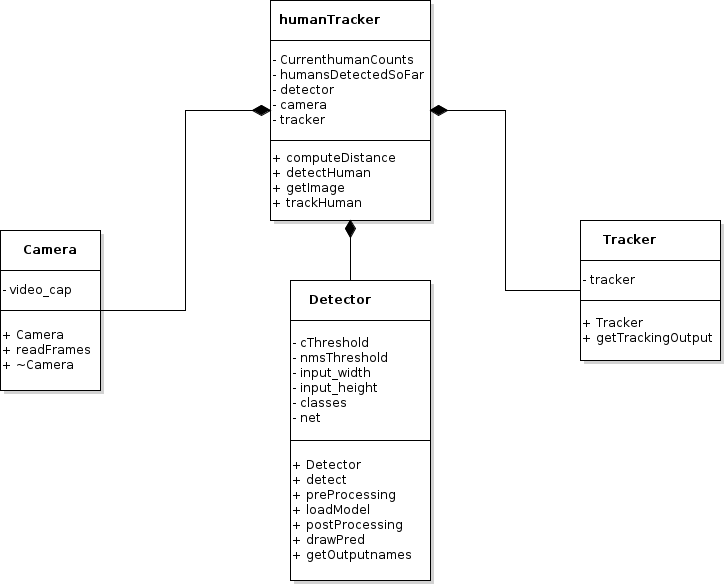 humanTracker
- CurrenthumanCounts
- humansDetectedSoFar
- detector
- camera
- tracker
+ computeDistance
+ detectHuman
+ getImage
+ trackHuman
Camera
- video_cap
+ Camera
+ readFrames
+ ~Camera
Detector
- cThreshold
- nmsThreshold
- input_width
- input_height
- classes
- net
+ Detector
+ detect
+ preProcessing
+ loadModel
+ postProcessing
+ drawPred
+ getOutputnames
Tracker
- tracker
+ Tracker
+ getTrackingOutput